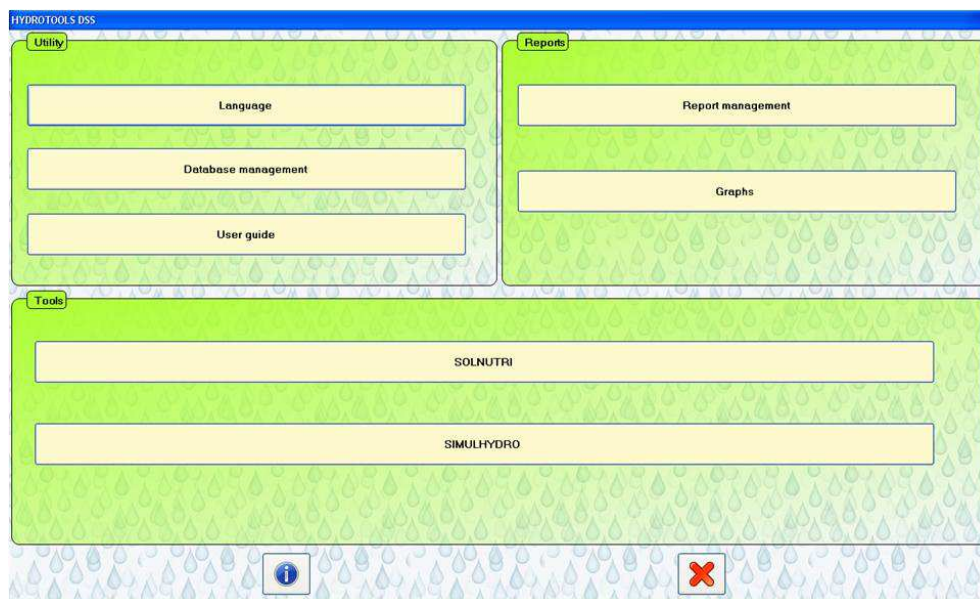 HYDROTOOLS DSS
Utility
Language
Database management
User guide
Reports
Report management
Graphs
Tools
SOLNUTRI
SIMULHYDRO